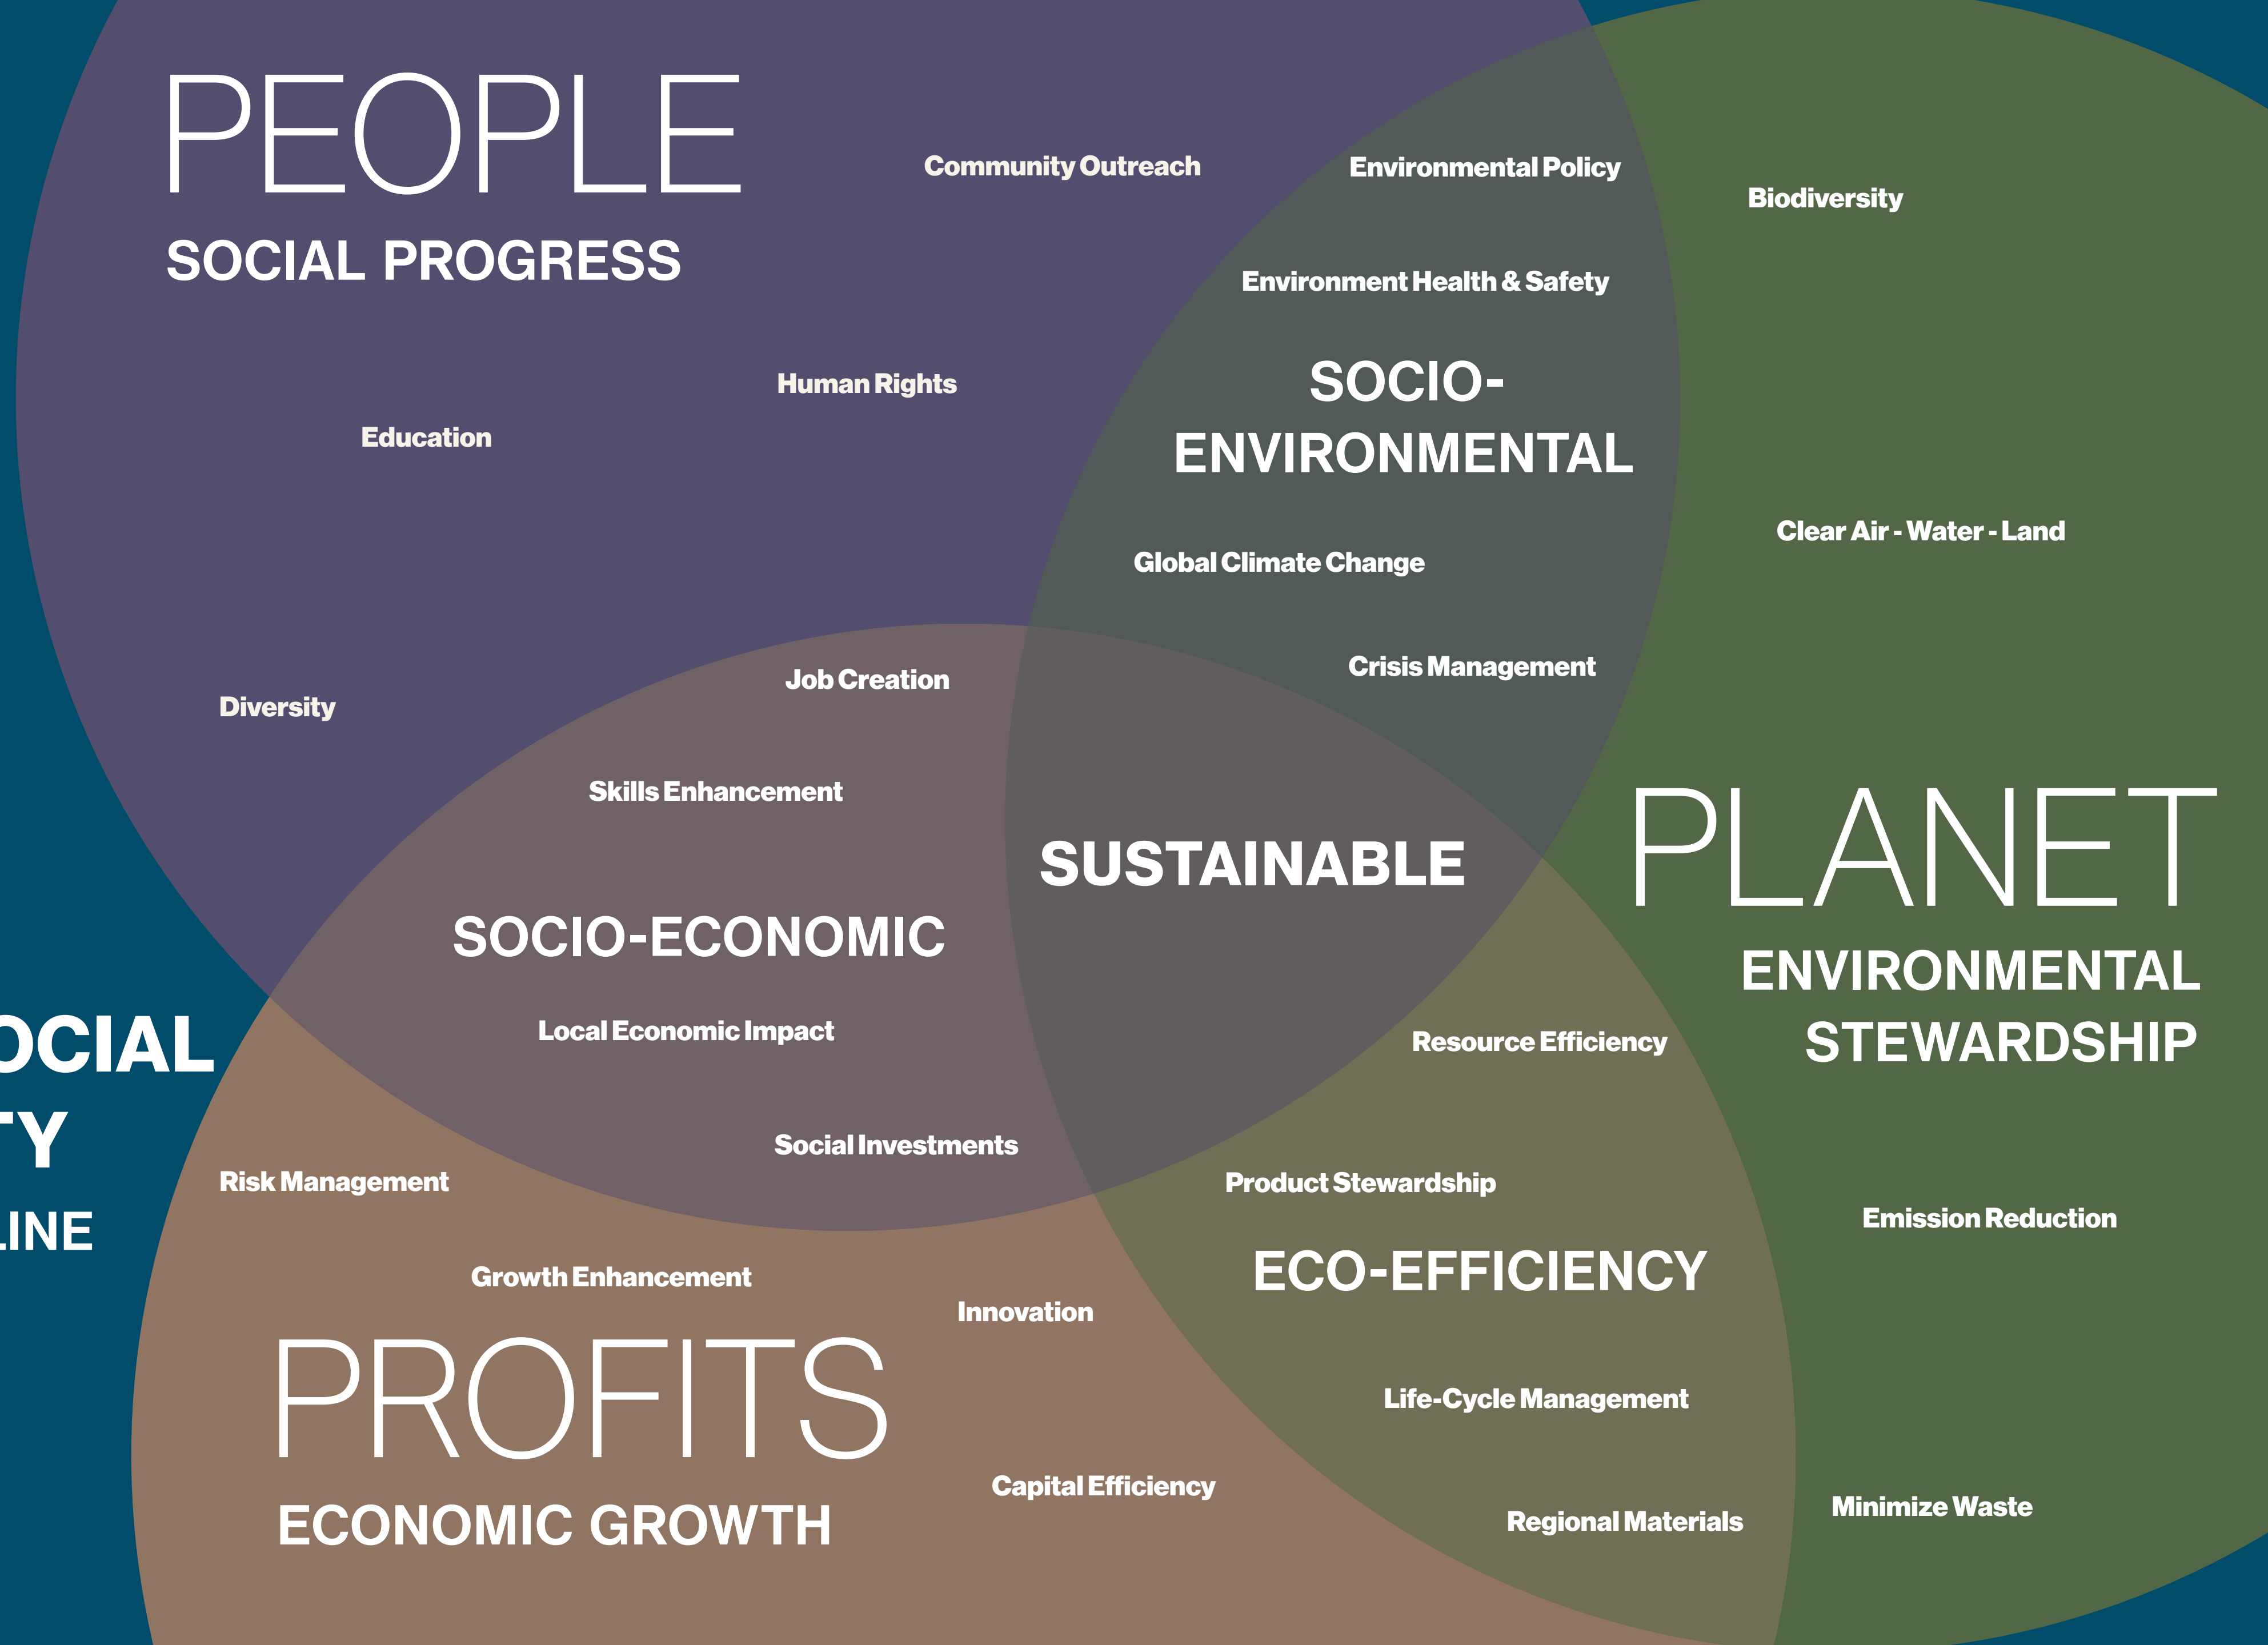 PEOPLE
SOCIAL PROGRESS
Community Outreach
Human Rights
Education
Diversity
Environmental Policy
Environment Health & Safety
SOCIO-
ENVIRONMENTAL
Global Climate Change
Crisis Management
Biodiversity
Clear Air - Water - Land
PLANET
ENVIRONMENTAL
STEWARDSHIP
Emission Reduction
Minimize Waste
Job Creation
Skills Enhancement
SOCIO-ECONOMIC
Local Economic Impact
Social Investments
SUSTAINABLE
Resource Efficiency
Product Stewardship
ECO-EFFICIENCY
Life-Cycle Management
Regional Materials
OCIAL
TY
LINE
Risk Management
Growth Enhancement
Innovation
PROFITS
ECONOMIC GROWTH
Capital Efficiency